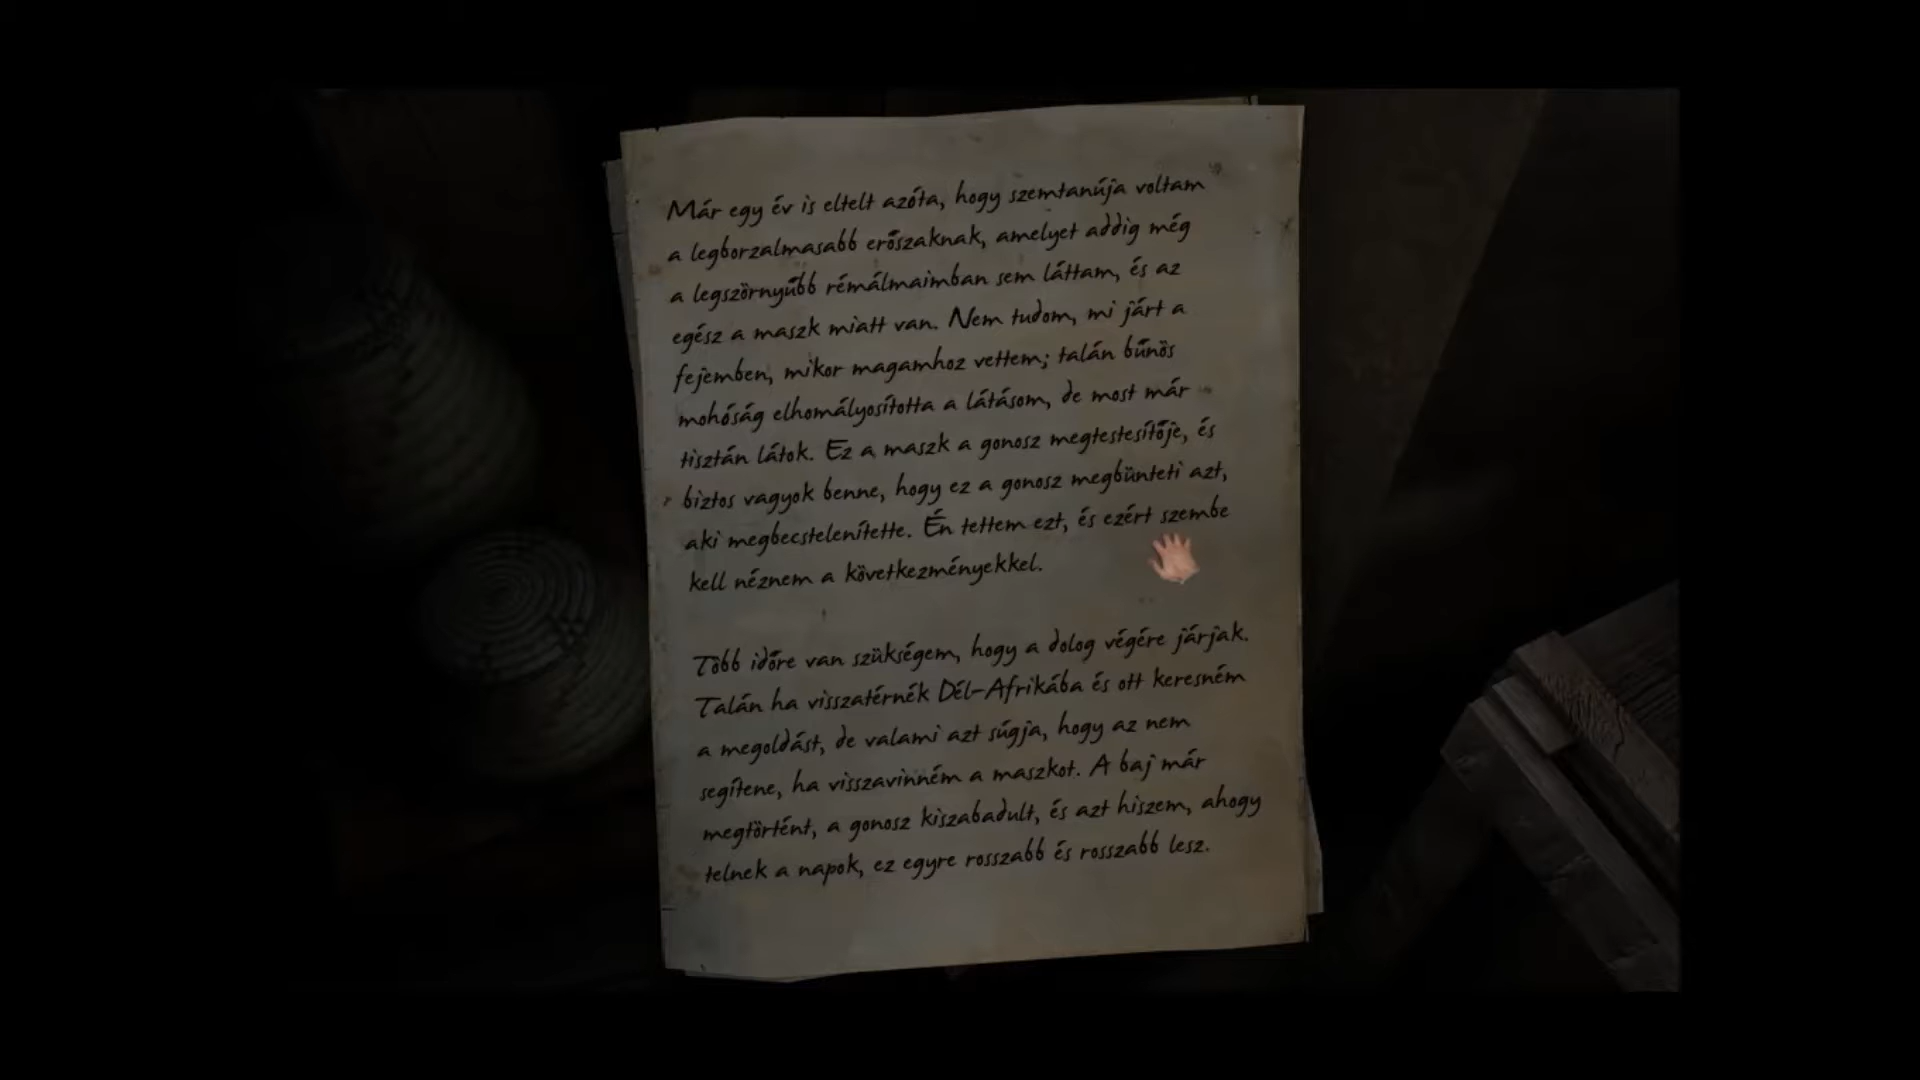 Már egy év is eltelt azóta, hogy szemtanúja voltam
a legborzalmasabb erőszaknak, amelyet addig még
a legszörnyűbb rémálmaimban sem láttam, és az
egész a maszk miatt van. Nem tudom, mi járt a
fejemben, mikor magamhoz vettem; talán bűnös
mohóság elhomályosította a látásom, de most már
tisztán látok. Ez a maszk a gonosz megtestesítője, és
biztos vagyok benne, hogy ez a gonosz megbünteti azt,
aki megbecstelenítette. Én tettem ezt, és ezért szembe
kell néznem a következményekkel.
Több időre van szükségem, hogy a dolog végére járjak.
Talán ha visszatérnék Dél-Afrikába és ott keresném
a megoldást, de valami azt súgja, hogy az nem
segítene, ha visszavinném a maszkot. A baj már
megtörtént, a gonosz kiszabadult, és azt hiszem, ahogy
telnek a napok, ez egyre rosszabb és rosszabb lesz.